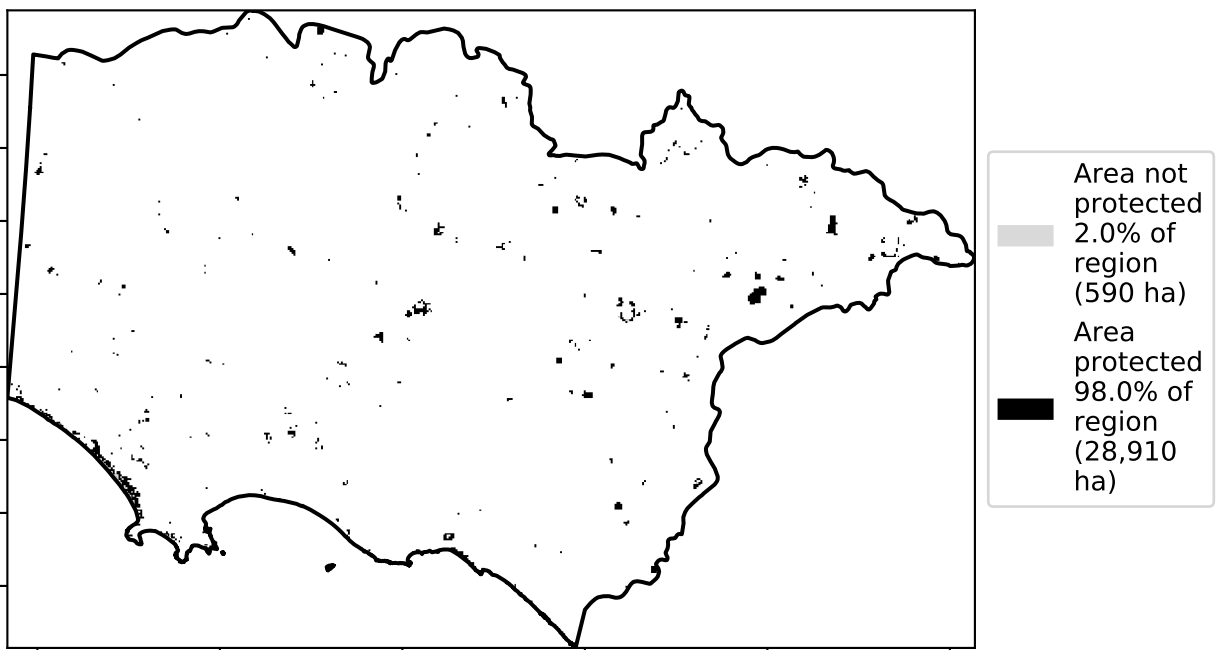 Area not
protected
2.0% of
region
(590 ha)
Area
protected
98.0% of
region
(28,910
ha)